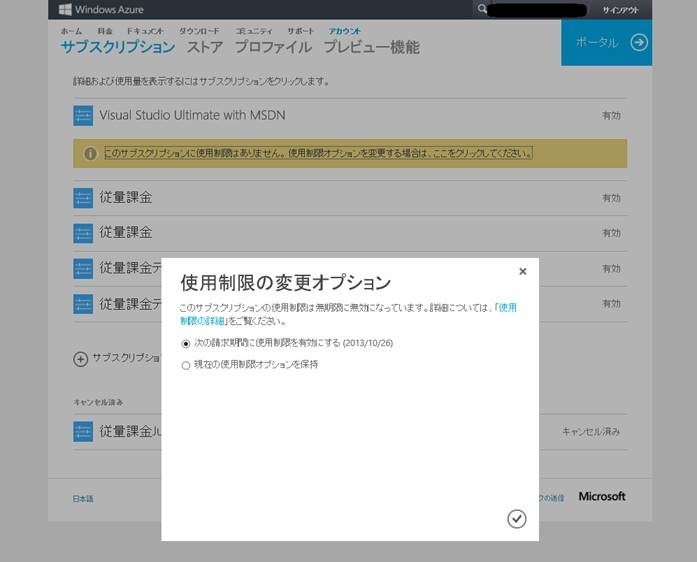 Windows Azure
サインアウト
ホーム 料金 ドキュメント ダウンロード コミュニティ サポート アカウント
サブスクリプション ストア プロファイル プレビュー機能
ポータル
詳細および使用量を表示するにはサブスクリプションをクリックします。
Visual Studio Ultimate with MSDN 有効
このサブスクリプションに使用制限はありません。使用制限オプションを変更する場合は、ここをクリックしてください。
従量課金 有効
従量課金 有効
従量課金テ 有効
従量課金テ 有効
使用制限の変更オプション
このサブスクリプションの使用制限は無期限に無効になっています。詳細については、「使用
制限の詳細」をご覧ください。
次の請求期間に使用制限を有効にする (2013/10/26)
現在の使用制限オプションを保持
サブスクリプショ
キャンセル済み
従量課金Ju キャンセル済み
日本語
クの送信 Microsoft